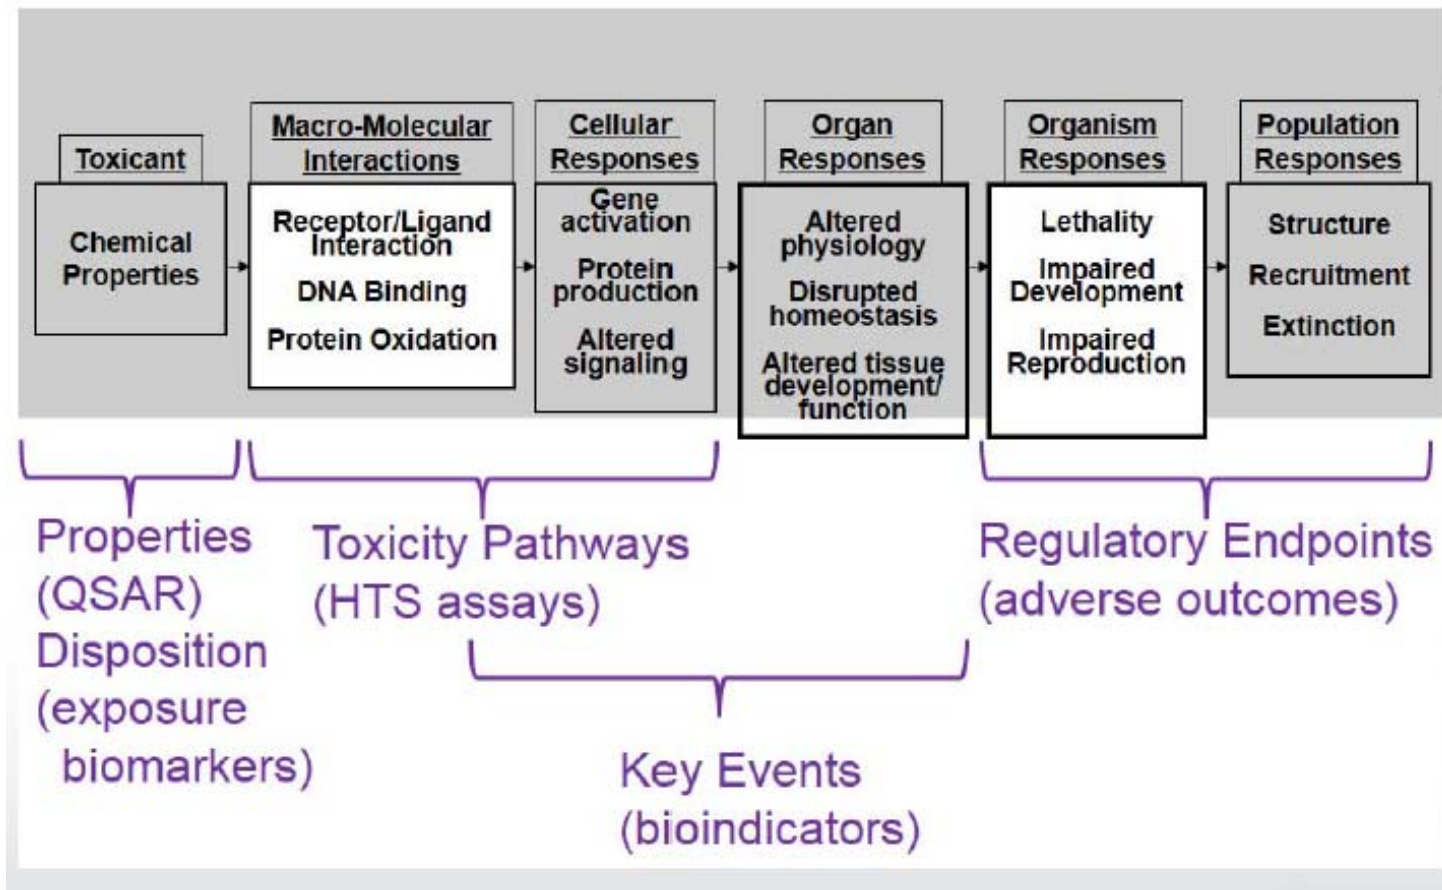 Toxicant
Chemical
Properties
Macro-Molecular
Interactions
Receptor/Ligand
Interaction
DNA Binding
Protein Oxidation
Cellular
Responses
Gene
activation
Protein
production
Altered
signaling
Organ
Responses
Altered
physiology
Disrupted
homeostasis
Altered tissue
development/
function
Organism
Responses
Lethality
Impaired
Development
Impaired
Reproduction
Population
Responses
Structure
Recruitment
Extinction
Properties
(QSAR)
Disposition
(exposure
biomarkers)
Toxicity Pathways
(HTS assays)
Key Events
(bioindicators)
Regulatory Endpoints
(adverse outcomes)